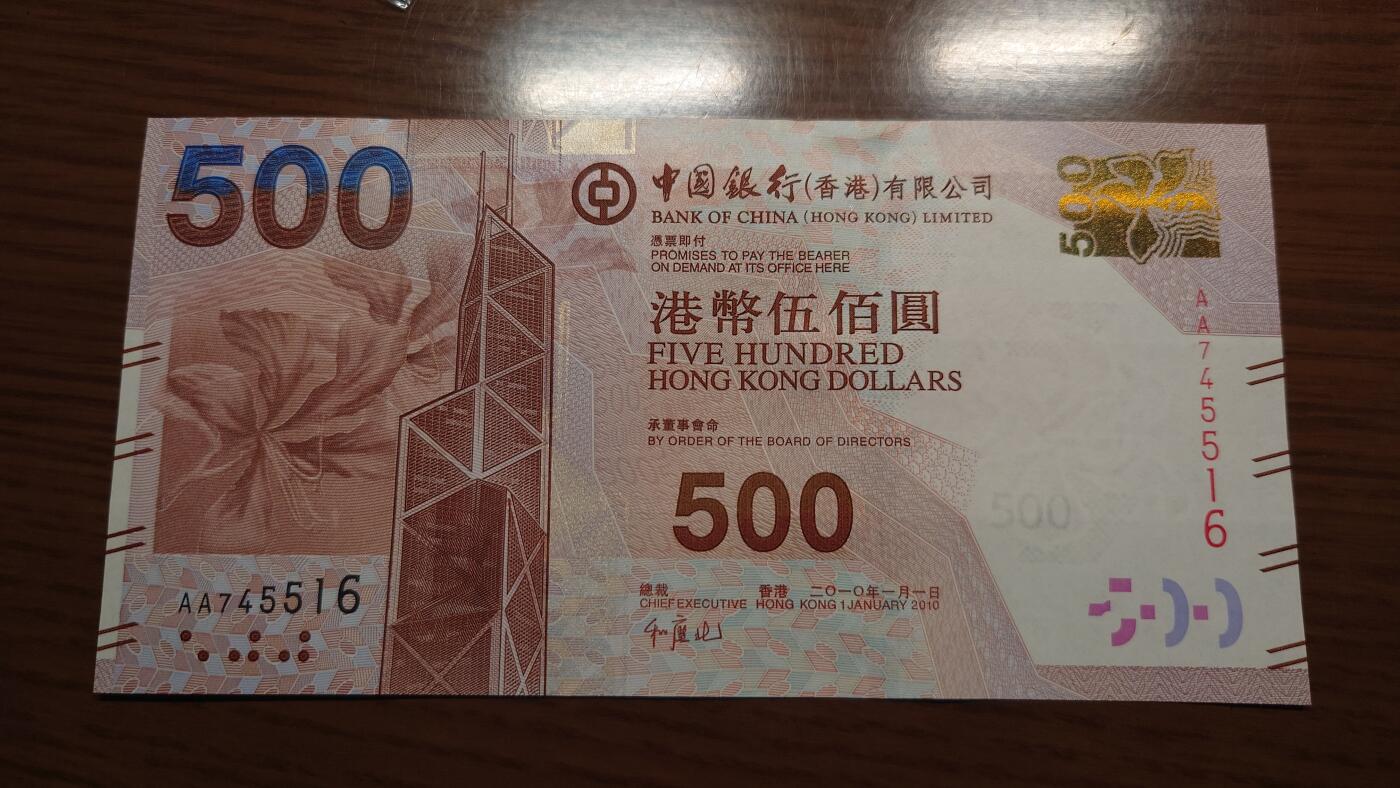 500
中國銀行(香港)有限公司
BANK OF CHINA (HONG KONG) LIMITED
憑票即付
PROMISES TO PAY THE BEARER
ON DEMAND AT ITS OFFICE HERE
港幣伍佰圓
FIVE HUNDRED
HONG KONG DOLLARS
承董事會命
BY ORDER OF THE BOARD OF DIRECTORS
500
總裁 香港 二〇一〇年一月一日
CHIEF EXECUTIVE HONG KONG 1 JANUARY 2010
AA745516
500
AA745516
500
500